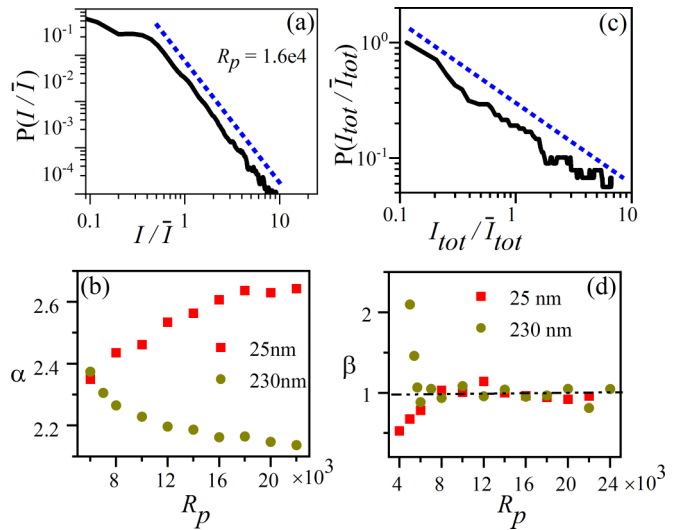 (a)
R_p = 1.6e4
P(I/Ī)
10^-1
10^-2
10^-3
10^-4
0.1 1 10
I/Ī
(c)
P(I_tot/Ī_tot)
10^0
10^-1
0.1 1 10
I_tot/Ī_tot
(b)
25nm
230nm
α
2.6
2.4
2.2
8 12 16 20 ×10^3
R_p
(d)
25 nm
230 nm
β
2
1
4 8 12 16 20 24 ×10^3
R_p